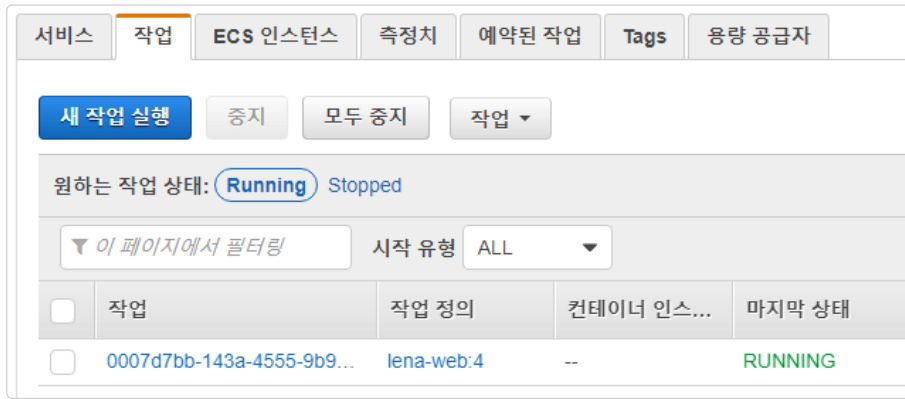 서비스 작업 ECS 인스턴스 측정치 예약된 작업 Tags 용량 공급자
새 작업 실행 중지 모두 중지 작업
원하는 작업 상태: Running Stopped
이 페이지에서 필터링 시작 유형 ALL
작업 작업 정의 컨테이너 인스... 마지막 상태
0007d7bb-143a-4555-9b9... lena-web:4 -- RUNNING